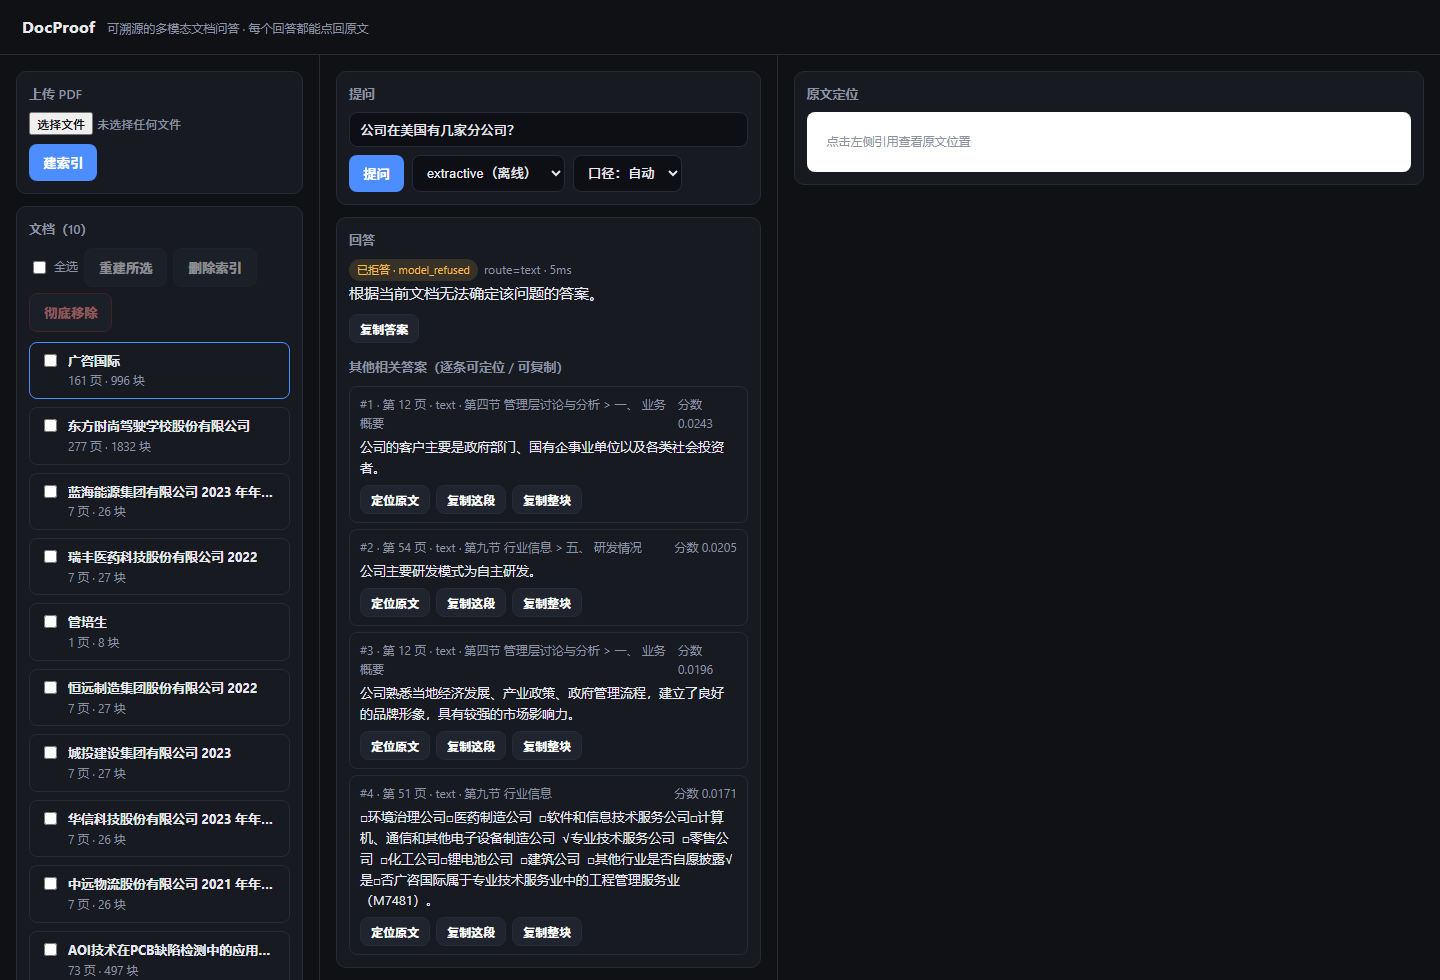 DocProof 可溯源的多模态文档问答 · 每个回答都能点回原文
上传 PDF
选择文件 未选择任何文件
建索引
文档（10）
全选 重建所选 删除索引
彻底移除
广咨国际
161 页 · 996 块
东方时尚驾驶学校股份有限公司
277 页 · 1832 块
蓝海能源集团有限公司 2023 年年...
7 页 · 26 块
瑞丰医药科技股份有限公司 2022
7 页 · 27 块
管培生
1 页 · 8 块
恒远制造集团股份有限公司 2022
7 页 · 27 块
城投建设集团有限公司 2023
7 页 · 27 块
华信科技股份有限公司 2023 年年...
7 页 · 26 块
中远物流股份有限公司 2021 年年...
7 页 · 26 块
AOI技术在PCB缺陷检测中的应用...
73 页 · 497 块
提问
公司在美国有几家分公司？
提问 extractive（离线） 口径：自动
回答
已拒答 · model_refused route=text · 5ms
根据当前文档无法确定该问题的答案。
复制答案
其他相关答案（逐条可定位 / 可复制）
#1 · 第 12 页 · text · 第四节 管理层讨论与分析 > 一、 业务 分数
概要 0.0243
公司的客户主要是政府部门、国有企事业单位以及各类社会投资
者。
定位原文 复制这段 复制整块
#2 · 第 54 页 · text · 第九节 行业信息 > 五、 研发情况 分数 0.0205
公司主要研发模式为自主研发。
定位原文 复制这段 复制整块
#3 · 第 12 页 · text · 第四节 管理层讨论与分析 > 一、 业务 分数
概要 0.0196
公司熟悉当地经济发展、产业政策、政府管理流程，建立了良好
的品牌形象，具有较强的市场影响力。
定位原文 复制这段 复制整块
#4 · 第 51 页 · text · 第九节 行业信息 分数 0.0171
□环境治理公司□医药制造公司 □软件和信息技术服务公司□计算
机、通信和其他电子设备制造公司 √专业技术服务公司 □零售公
司 □化工公司□锂电池公司 □建筑公司 □其他行业是否自愿披露√
是□否广咨国际属于专业技术服务业中的工程管理服务业
（M7481）。
定位原文 复制这段 复制整块
原文定位
点击左侧引用查看原文位置